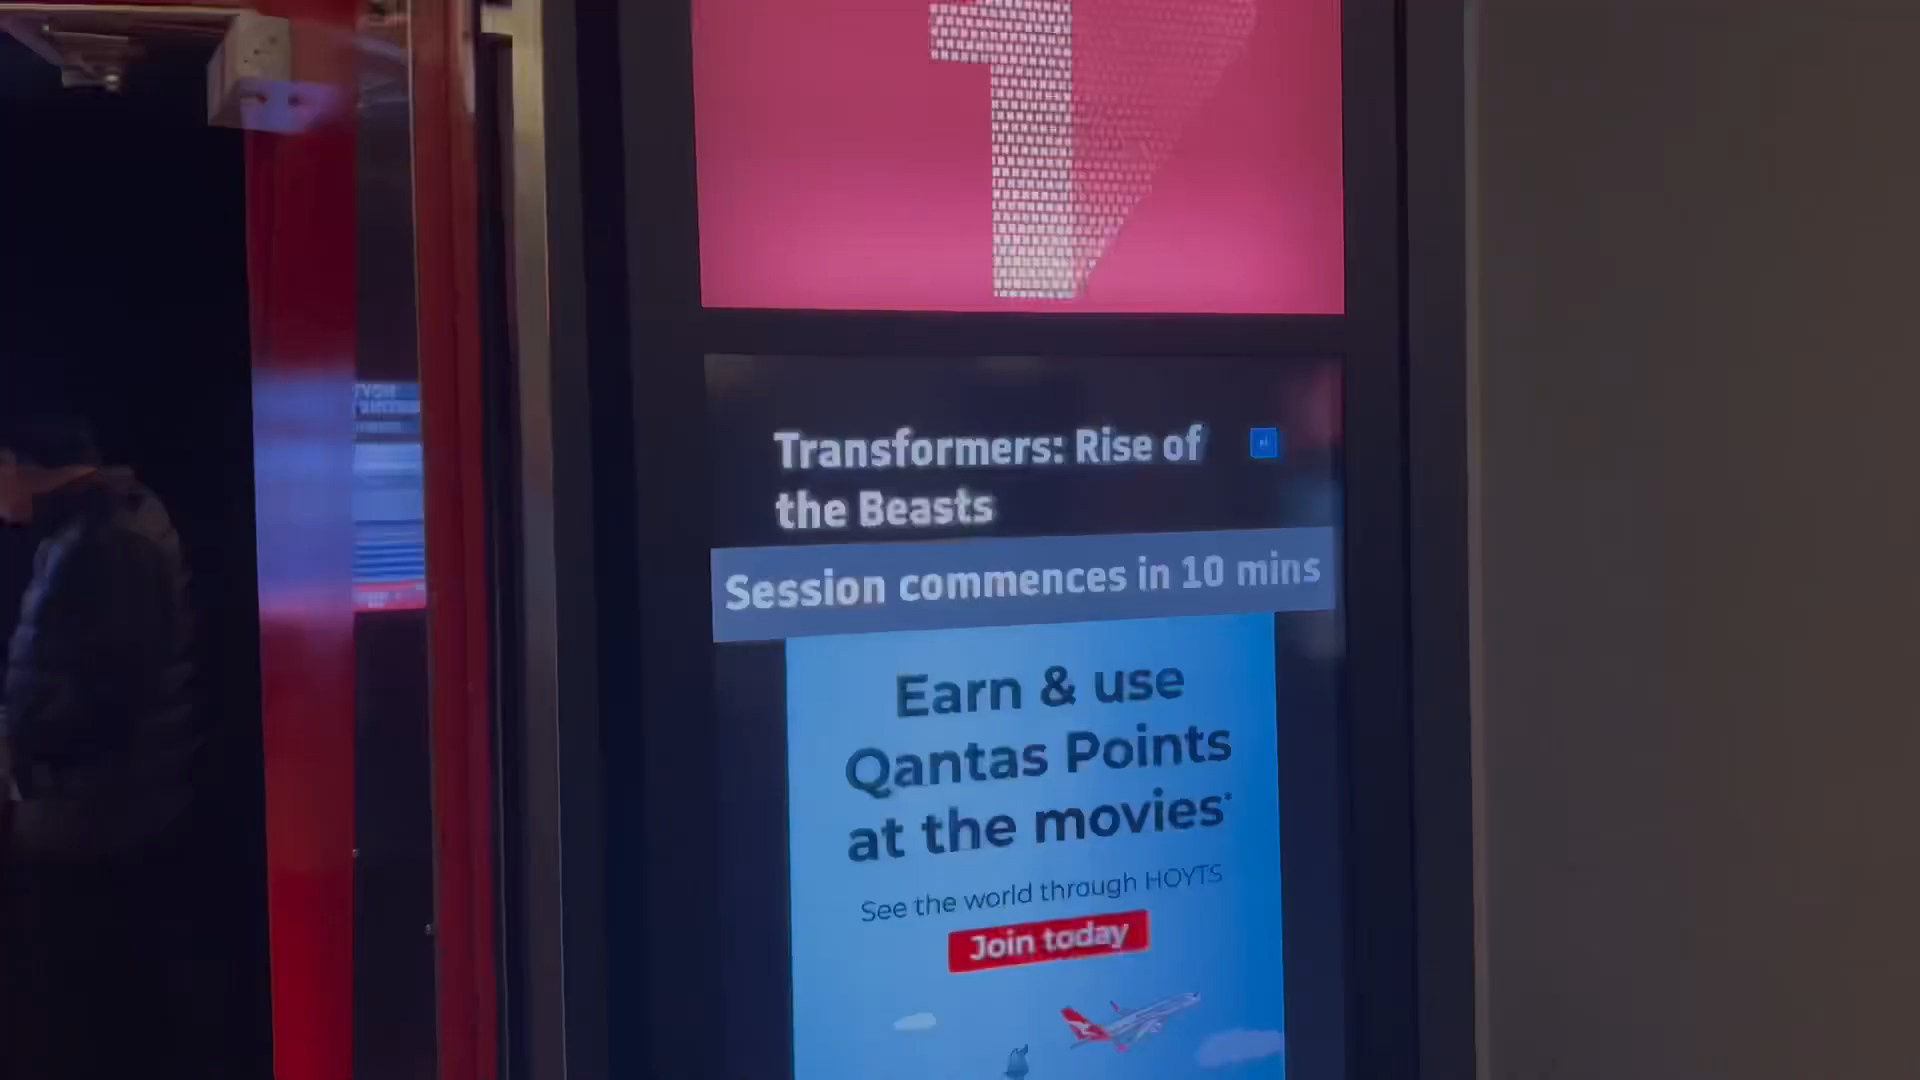 1
Transformers: Rise of
the Beasts
Session commences in 10 mins
Earn & use
Qantas Points
at the movies*
See the world through HOYTS
Join today